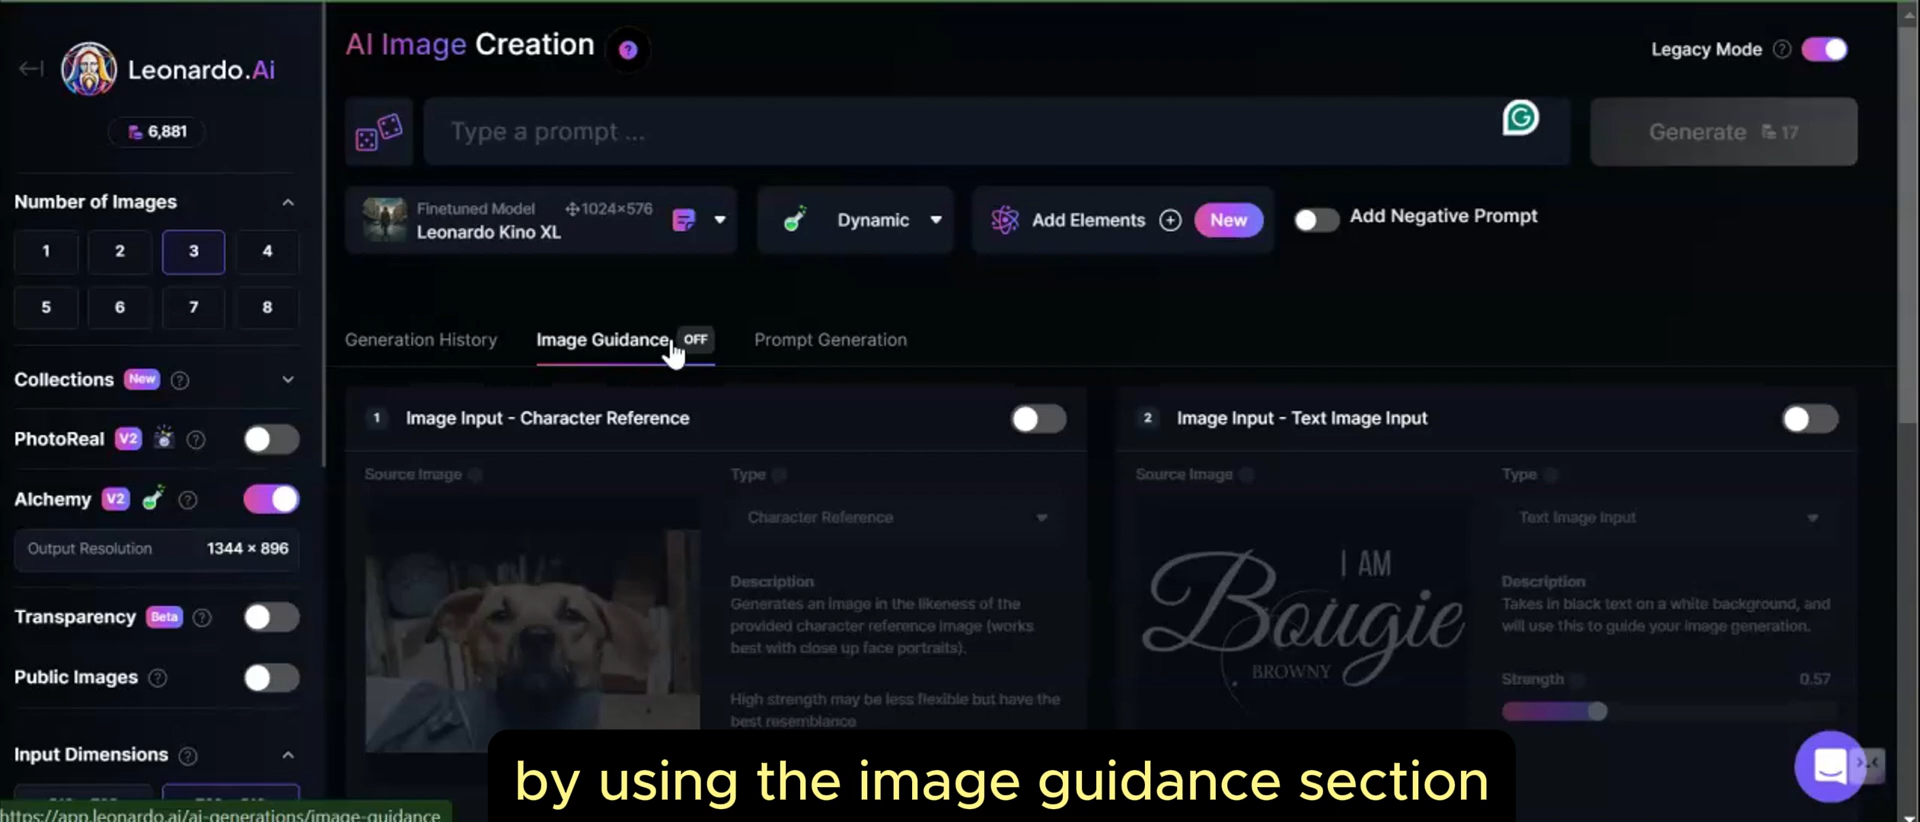 Leonardo.Ai
6,881
Number of Images
1 2 3 4
5 6 7 8
Collections New ?
PhotoReal V2 ?
Alchemy V2 ?
Output Resolution 1344 × 896
Transparency Beta ?
Public Images ?
Input Dimensions ?
https://app.leonardo.ai/ai-generations/image-guidance
AI Image Creation ?
Legacy Mode ?
Type a prompt ...
G
Generate 17
Finetuned Model 1024×576
Leonardo Kino XL
Dynamic
Add Elements New
Add Negative Prompt
Generation History
Image Guidance OFF
Prompt Generation
1 Image Input - Character Reference
Source Image
Type
Character Reference
Description
Generates an image in the likeness of the
provided character reference image (works
best with close up face portraits).
High strength may be less flexible but have the
best resemblance
2 Image Input - Text Image Input
Source Image
Type
Text Image Input
I AM
Bougie
BROWNY
Description
Takes in black text on a white background, and
will use this to guide your image generation.
Strength 0.57
by using the image guidance section